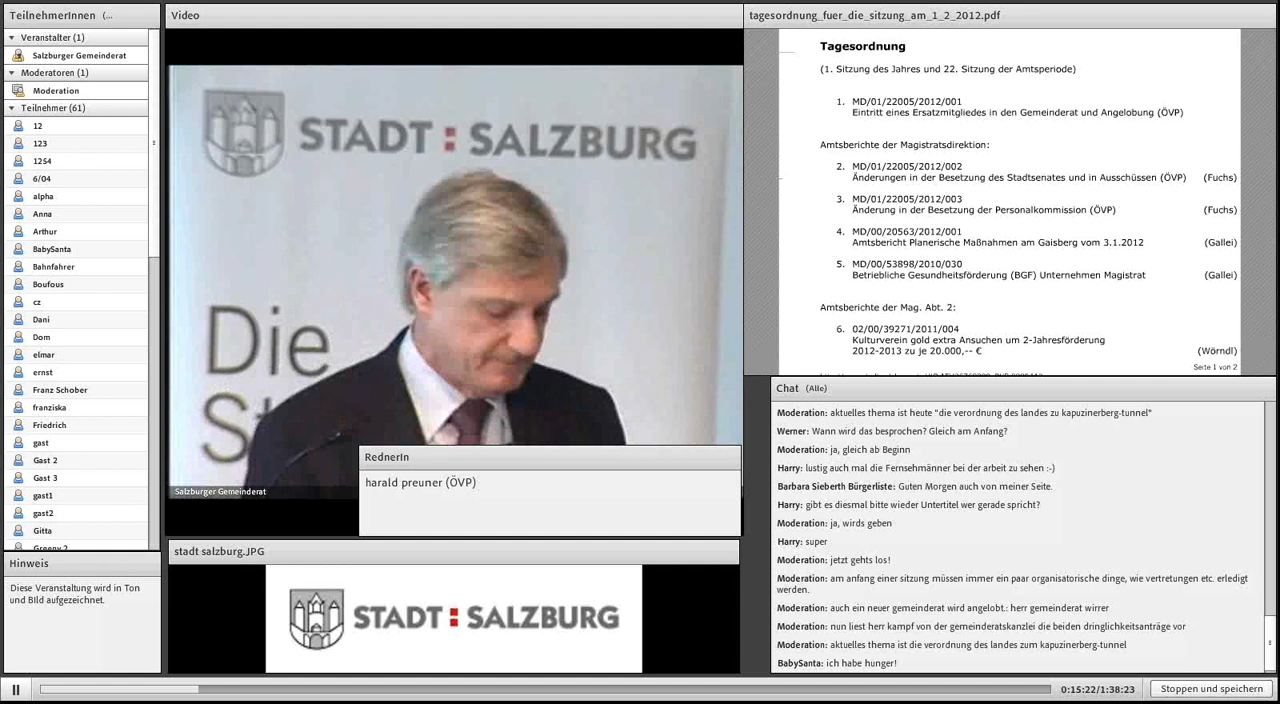 TeilnehmerInnen (...
Veranstalter (1)
Salzburger Gemeinderat
Moderatoren (1)
Moderation
Teilnehmer (61)
12
123
1254
6/04
alpha
Anna
Arthur
BabySanta
Bahnfahrer
Boufous
cz
Dani
Dom
elmar
ernst
Franz Schober
franziska
Friedrich
gast
Gast 2
Gast 3
gast1
gast2
Gitta
Greeny 2
Hinweis
Diese Veranstaltung wird in Ton
und BIld aufgezeichnet.
Video
STADT : SALZBURG
Die
St
Salzburger Gemeinderat
RednerIn
harald preuner (ÖVP)
stadt salzburg.JPG
STADT : SALZBURG
tagesordnung_fuer_die_sitzung_am_1_2_2012.pdf
Tagesordnung
(1. Sitzung des Jahres und 22. Sitzung der Amtsperiode)
1. MD/01/22005/2012/001
Eintritt eines Ersatzmitgliedes in den Gemeinderat und Angelobung (ÖVP)
Amtsberichte der Magistratsdirektion:
2. MD/01/22005/2012/002
Änderungen in der Besetzung des Stadtsenates und in Ausschüssen (ÖVP) (Fuchs)
3. MD/01/22005/2012/003
Änderung in der Besetzung der Personalkommission (ÖVP) (Fuchs)
4. MD/00/20563/2012/001
Amtsbericht Planerische Maßnahmen am Gaisberg vom 3.1.2012 (Gallei)
5. MD/00/53898/2010/030
Betriebliche Gesundheitsförderung (BGF) Unternehmen Magistrat (Gallei)
Amtsberichte der Mag. Abt. 2:
6. 02/00/39271/2011/004
Kulturverein gold extra Ansuchen um 2-Jahresförderung
2012-2013 zu je 20.000,-- € (Wörndl)
Seite 1 von 2
Chat (Alle)
Moderation: aktuelles thema ist heute "die verordnung des landes zu kapuzinerberg-tunnel"
Werner: Wann wird das besprochen? Gleich am Anfang?
Moderation: ja, gleich ab Beginn
Harry: lustig auch mal die Fernsehmänner bei der arbeit zu sehen :-)
Barbara Sieberth Bürgerliste: Guten Morgen auch von meiner Seite.
Harry: gibt es diesmal bitte wieder Untertitel wer gerade spricht?
Moderation: ja, wirds geben
Harry: super
Moderation: jetzt gehts los!
Moderation: am anfang einer sitzung müssen immer ein paar organisatorische dinge, wie vertretungen etc. erledigt
werden.
Moderation: auch ein neuer gemeinderat wird angelobt.: herr gemeinderat wirrer
Moderation: nun liest herr kampf von der gemeinderatskanzlei die beiden dringlichkeitsanträge vor
Moderation: aktuelles thema ist die verordnung des landes zum kapuzinerberg-tunnel
BabySanta: ich habe hunger!
0:15:22/1:38:23
Stoppen und speichern